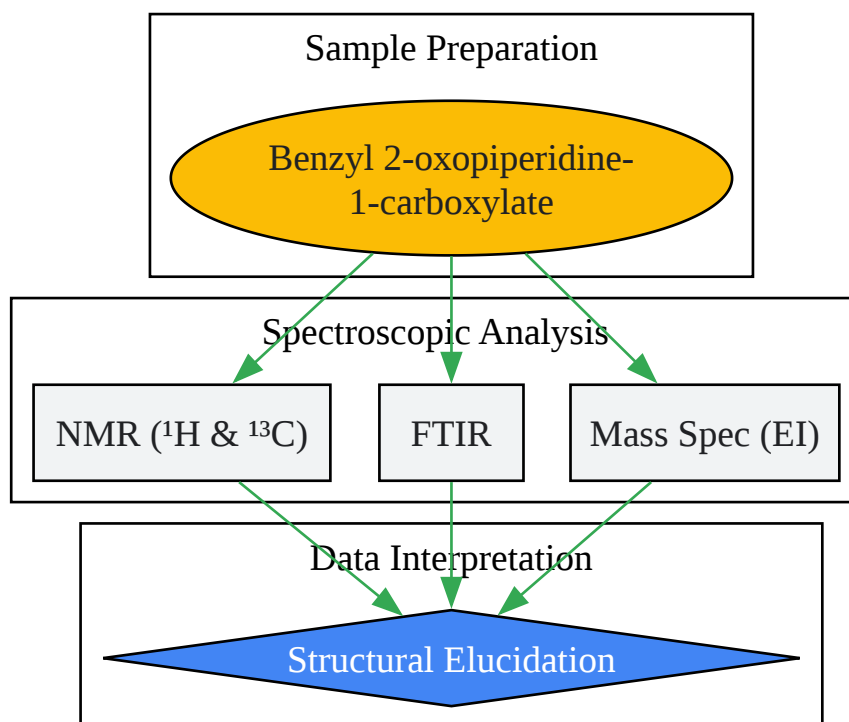 Sample Preparation
Benzyl 2-oxopiperidine-
1-carboxylate
Spectroscopic Analysis
NMR (¹H & ¹³C)
FTIR
Mass Spec (EI)
Data Interpretation
Structural Elucidation